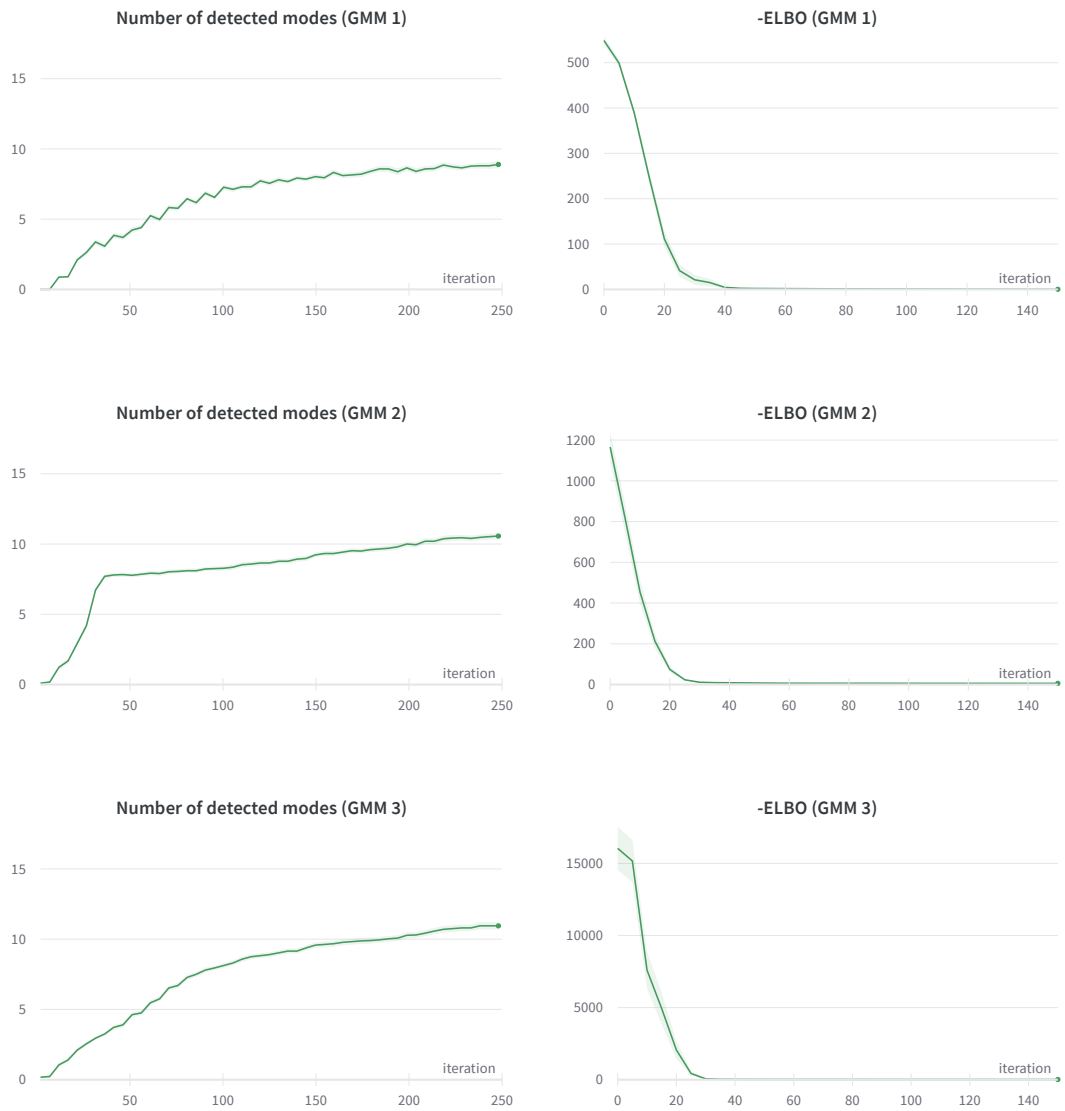 Number of detected modes (GMM 1)
15
10
5
0
iteration
50 100 150 200 250
-ELBO (GMM 1)
500
400
300
200
100
0
iteration
0 20 40 60 80 100 120 140
Number of detected modes (GMM 2)
15
10
5
0
iteration
50 100 150 200 250
-ELBO (GMM 2)
1200
1000
800
600
400
200
0
iteration
0 20 40 60 80 100 120 140
Number of detected modes (GMM 3)
15
10
5
0
iteration
50 100 150 200 250
-ELBO (GMM 3)
15000
10000
5000
0
iteration
0 20 40 60 80 100 120 140